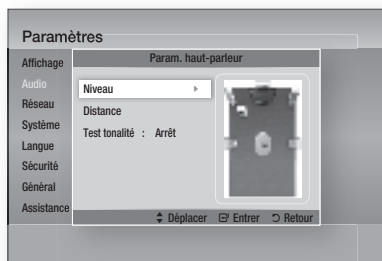 Paramètres
Affichage
Audio
Réseau
Système
Langue
Sécurité
Général
Assistance
Param. haut-parleur
Niveau
Distance
Test tonalité : Arrêt
Déplacer Entrer Retour